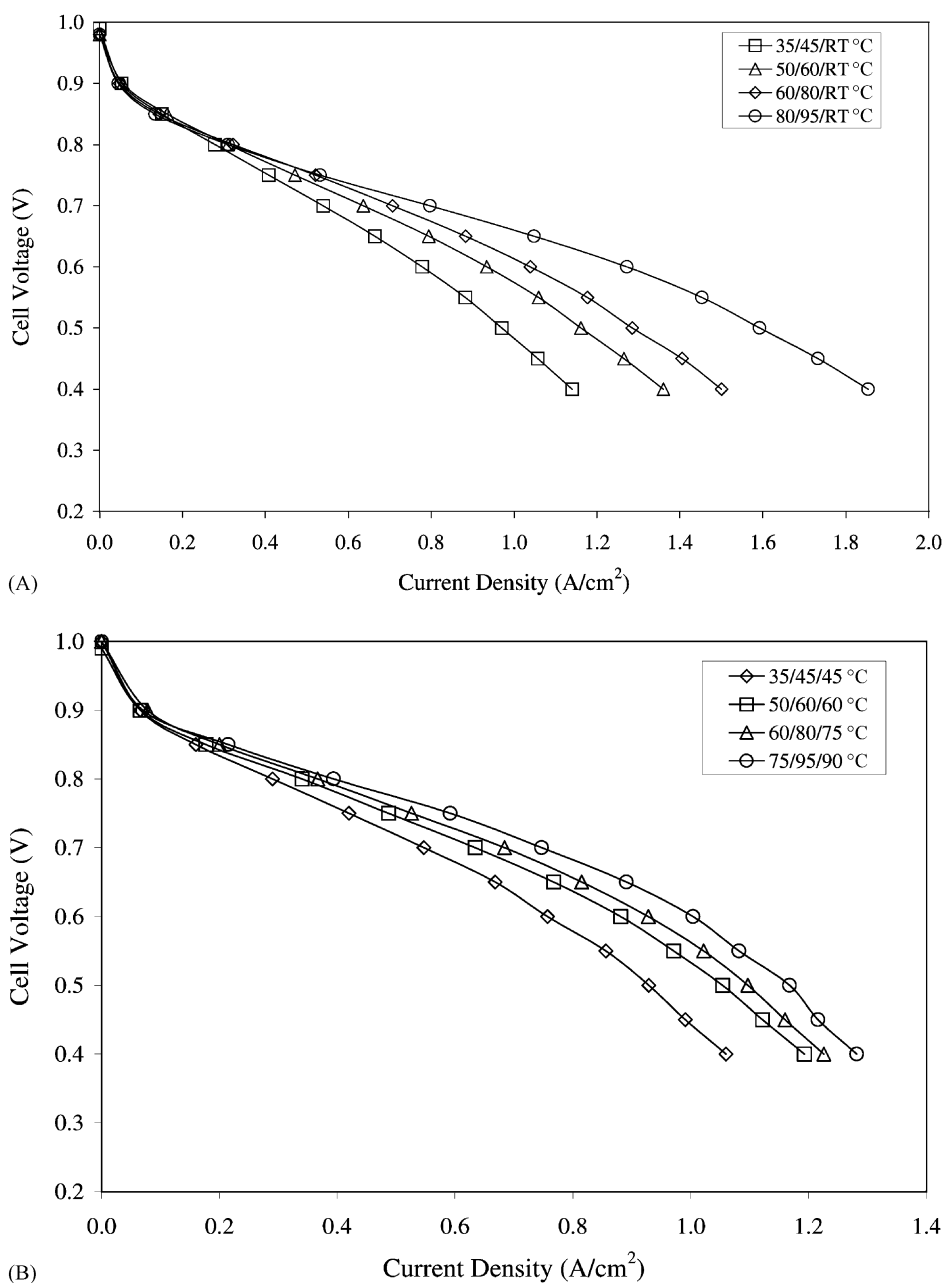 1.0
0.9
0.8
0.7
0.6
0.5
0.4
0.3
0.2
Cell Voltage (V)
35/45/RT °C
50/60/RT °C
60/80/RT °C
80/95/RT °C
0.0 0.2 0.4 0.6 0.8 1.0 1.2 1.4 1.6 1.8 2.0
Current Density (A/cm²)
(A)
1.0
0.9
0.8
0.7
0.6
0.5
0.4
0.3
0.2
Cell Voltage (V)
35/45/45 °C
50/60/60 °C
60/80/75 °C
75/95/90 °C
0.0 0.2 0.4 0.6 0.8 1.0 1.2 1.4
Current Density (A/cm²)
(B)